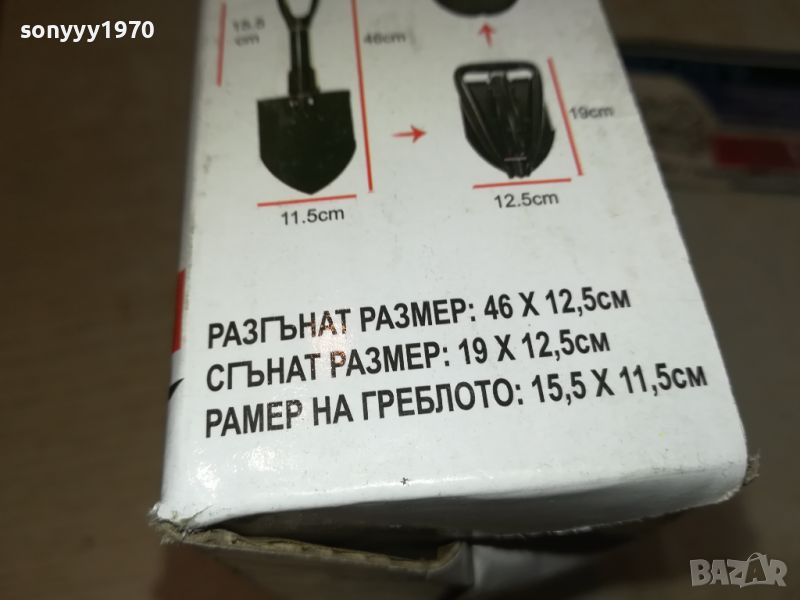 sonyyy1970
15.5
cm
46cm
19cm
11.5cm
12.5cm
РАЗГЪНАТ РАЗМЕР: 46 X 12,5см
СГЪНАТ РАЗМЕР: 19 X 12,5см
РАМЕР НА ГРЕБЛОТО: 15,5 X 11,5см
BAZAR